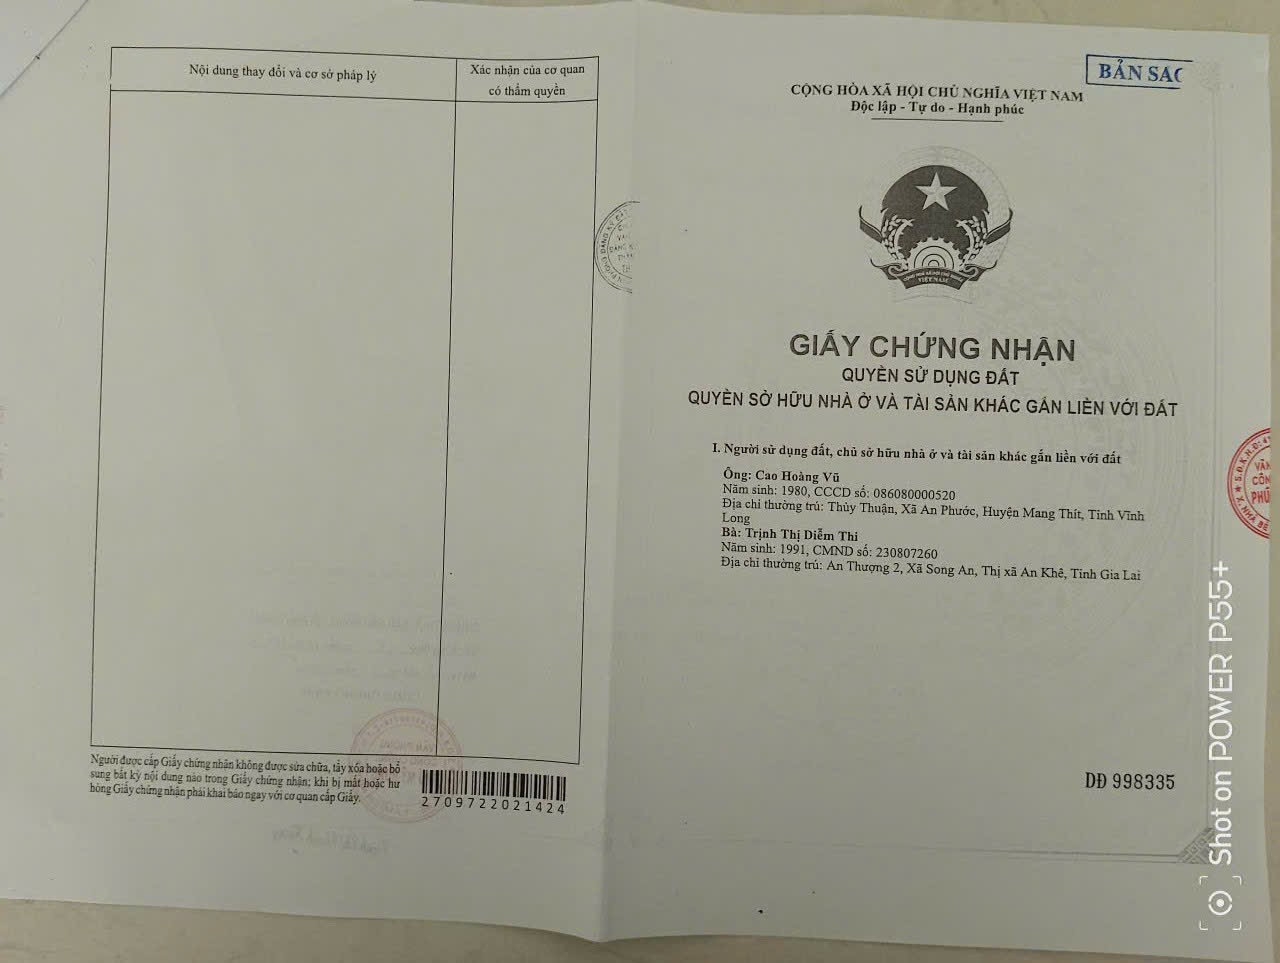 Nội dung thay đổi và cơ sở pháp lý
Xác nhận của cơ quan
có thẩm quyền
Người được cấp Giấy chứng nhận không được sửa chữa, tẩy xóa hoặc bổ
sung bất kỳ nội dung nào trong Giấy chứng nhận; khi bị mất hoặc hư
hỏng Giấy chứng nhận phải khai báo ngay với cơ quan cấp Giấy.
2709722021424
BẢN SAO
CỘNG HÒA XÃ HỘI CHỦ NGHĨA VIỆT NAM
Độc lập - Tự do - Hạnh phúc
VIỆT NAM
GIẤY CHỨNG NHẬN
QUYỀN SỬ DỤNG ĐẤT
QUYỀN SỞ HỮU NHÀ Ở VÀ TÀI SẢN KHÁC GẮN LIỀN VỚI ĐẤT
I. Người sử dụng đất, chủ sở hữu nhà ở và tài sản khác gắn liền với đất
Ông: Cao Hoàng Vũ
Năm sinh: 1980, CCCD số: 086080000520
Địa chỉ thường trú: Thủy Thuận, Xã An Phước, Huyện Mang Thít, Tỉnh Vĩnh
Long
Bà: Trịnh Thị Diễm Thi
Năm sinh: 1991, CMND số: 230807260
Địa chỉ thường trú: An Thượng 2, Xã Song An, Thị xã An Khê, Tỉnh Gia Lai
DĐ 998335
Shot on POWER P55+